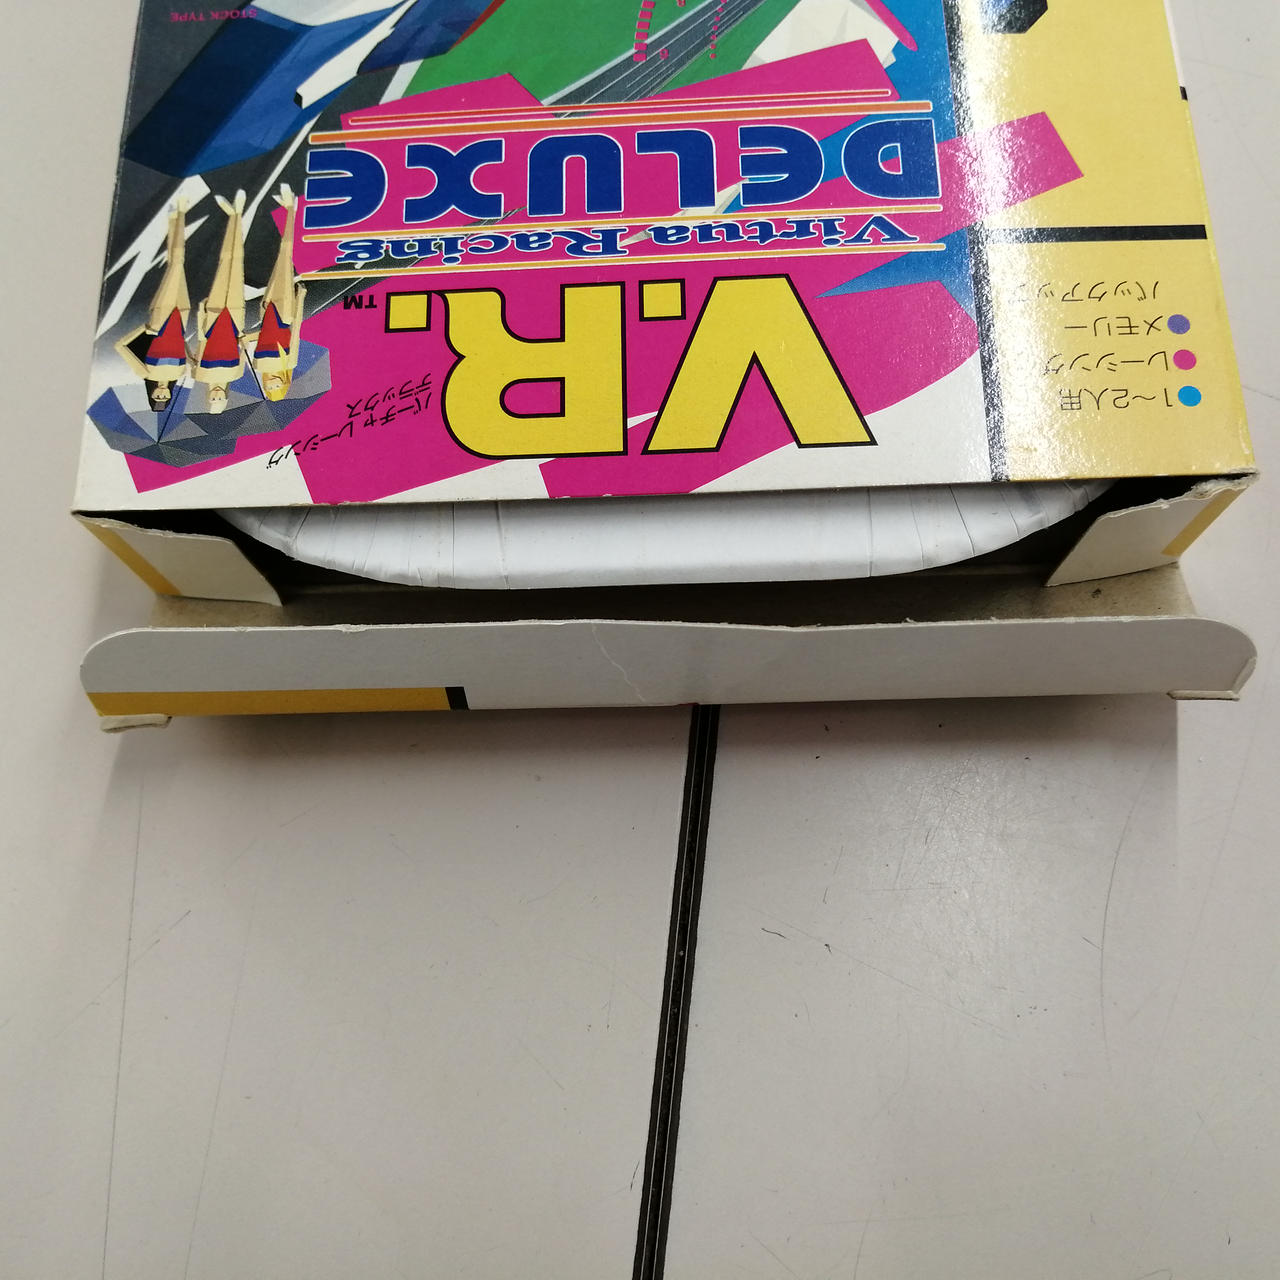 バーチャレーシング
デラックス
V.R.™
Virtua Racing
DELUXE
STOCK TYPE
1〜2人用
レーシング
メモリー
バックアップ